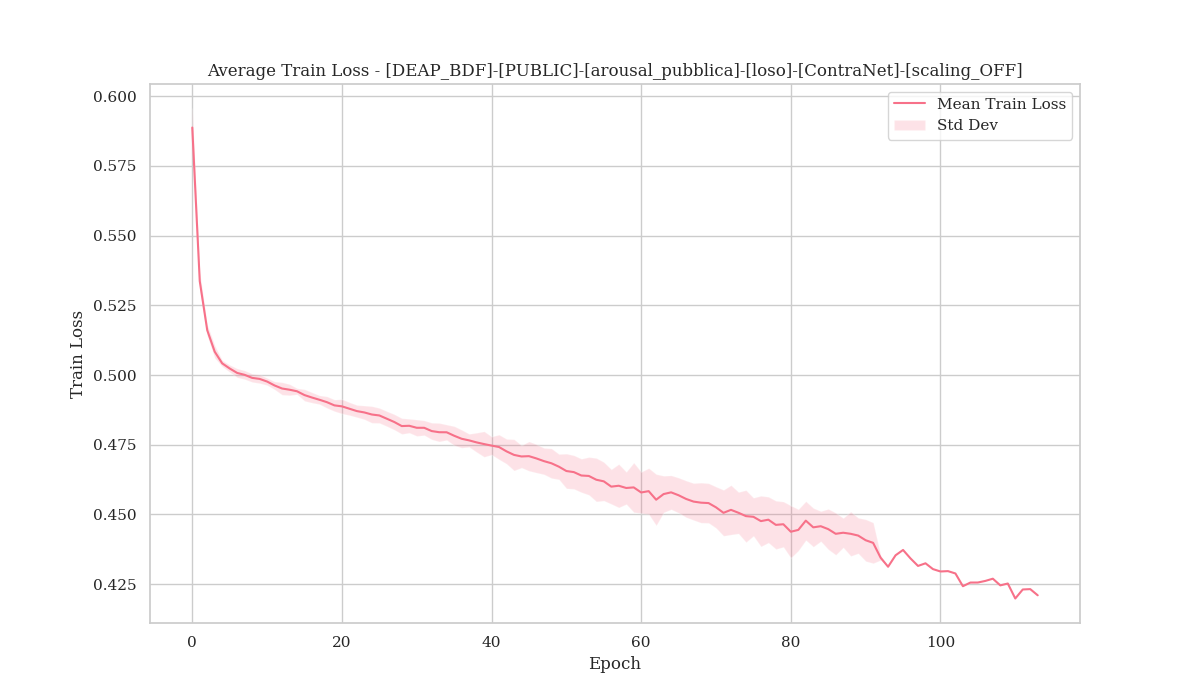 Average Train Loss - [DEAP_BDF]-[PUBLIC]-[arousal_pubblica]-[loso]-[ContraNet]-[scaling_OFF]
Mean Train Loss
Std Dev
0.600
0.575
0.550
0.525
0.500
0.475
0.450
0.425
Train Loss
0 20 40 60 80 100
Epoch